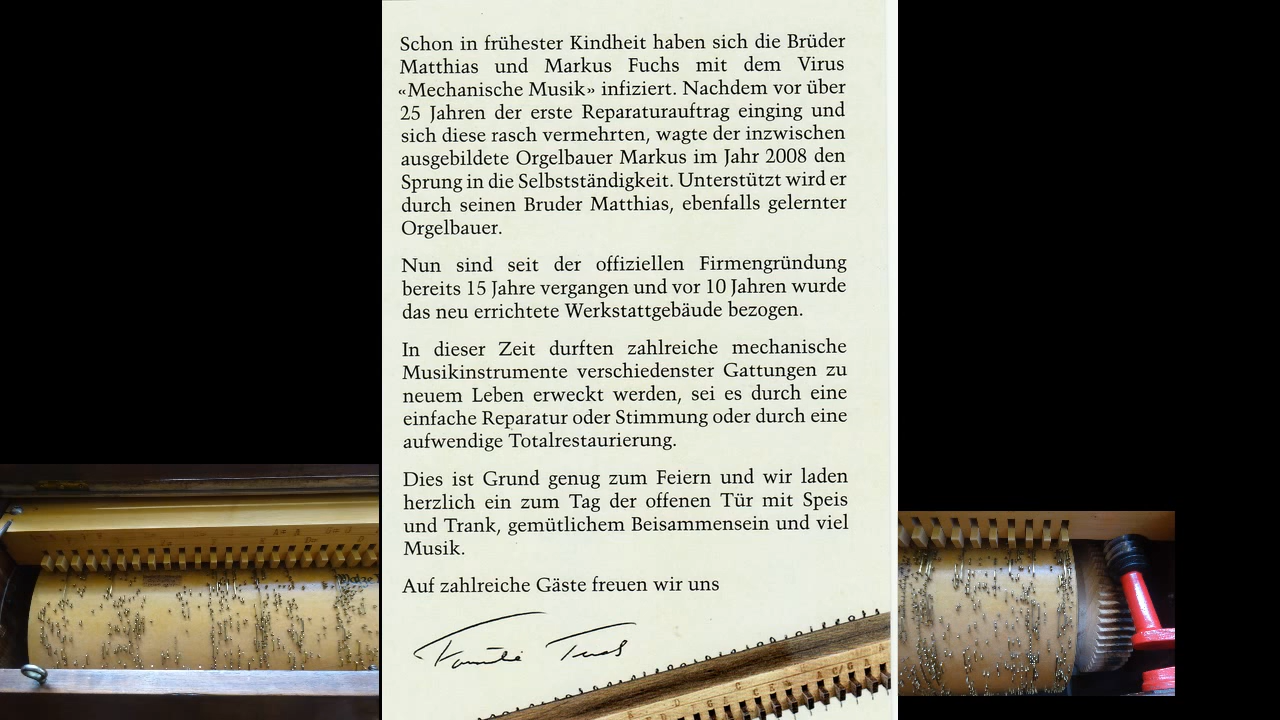 Schon in frühester Kindheit haben sich die Brüder
Matthias und Markus Fuchs mit dem Virus
«Mechanische Musik» infiziert. Nachdem vor über
25 Jahren der erste Reparaturauftrag einging und
sich diese rasch vermehrten, wagte der inzwischen
ausgebildete Orgelbauer Markus im Jahr 2008 den
Sprung in die Selbstständigkeit. Unterstützt wird er
durch seinen Bruder Matthias, ebenfalls gelernter
Orgelbauer.
Nun sind seit der offiziellen Firmengründung
bereits 15 Jahre vergangen und vor 10 Jahren wurde
das neu errichtete Werkstattgebäude bezogen.
In dieser Zeit durften zahlreiche mechanische
Musikinstrumente verschiedenster Gattungen zu
neuem Leben erweckt werden, sei es durch eine
einfache Reparatur oder Stimmung oder durch eine
aufwendige Totalrestaurierung.
Dies ist Grund genug zum Feiern und wir laden
herzlich ein zum Tag der offenen Tür mit Speis
und Trank, gemütlichem Beisammensein und viel
Musik.
Auf zahlreiche Gäste freuen wir uns
Familie Fuchs